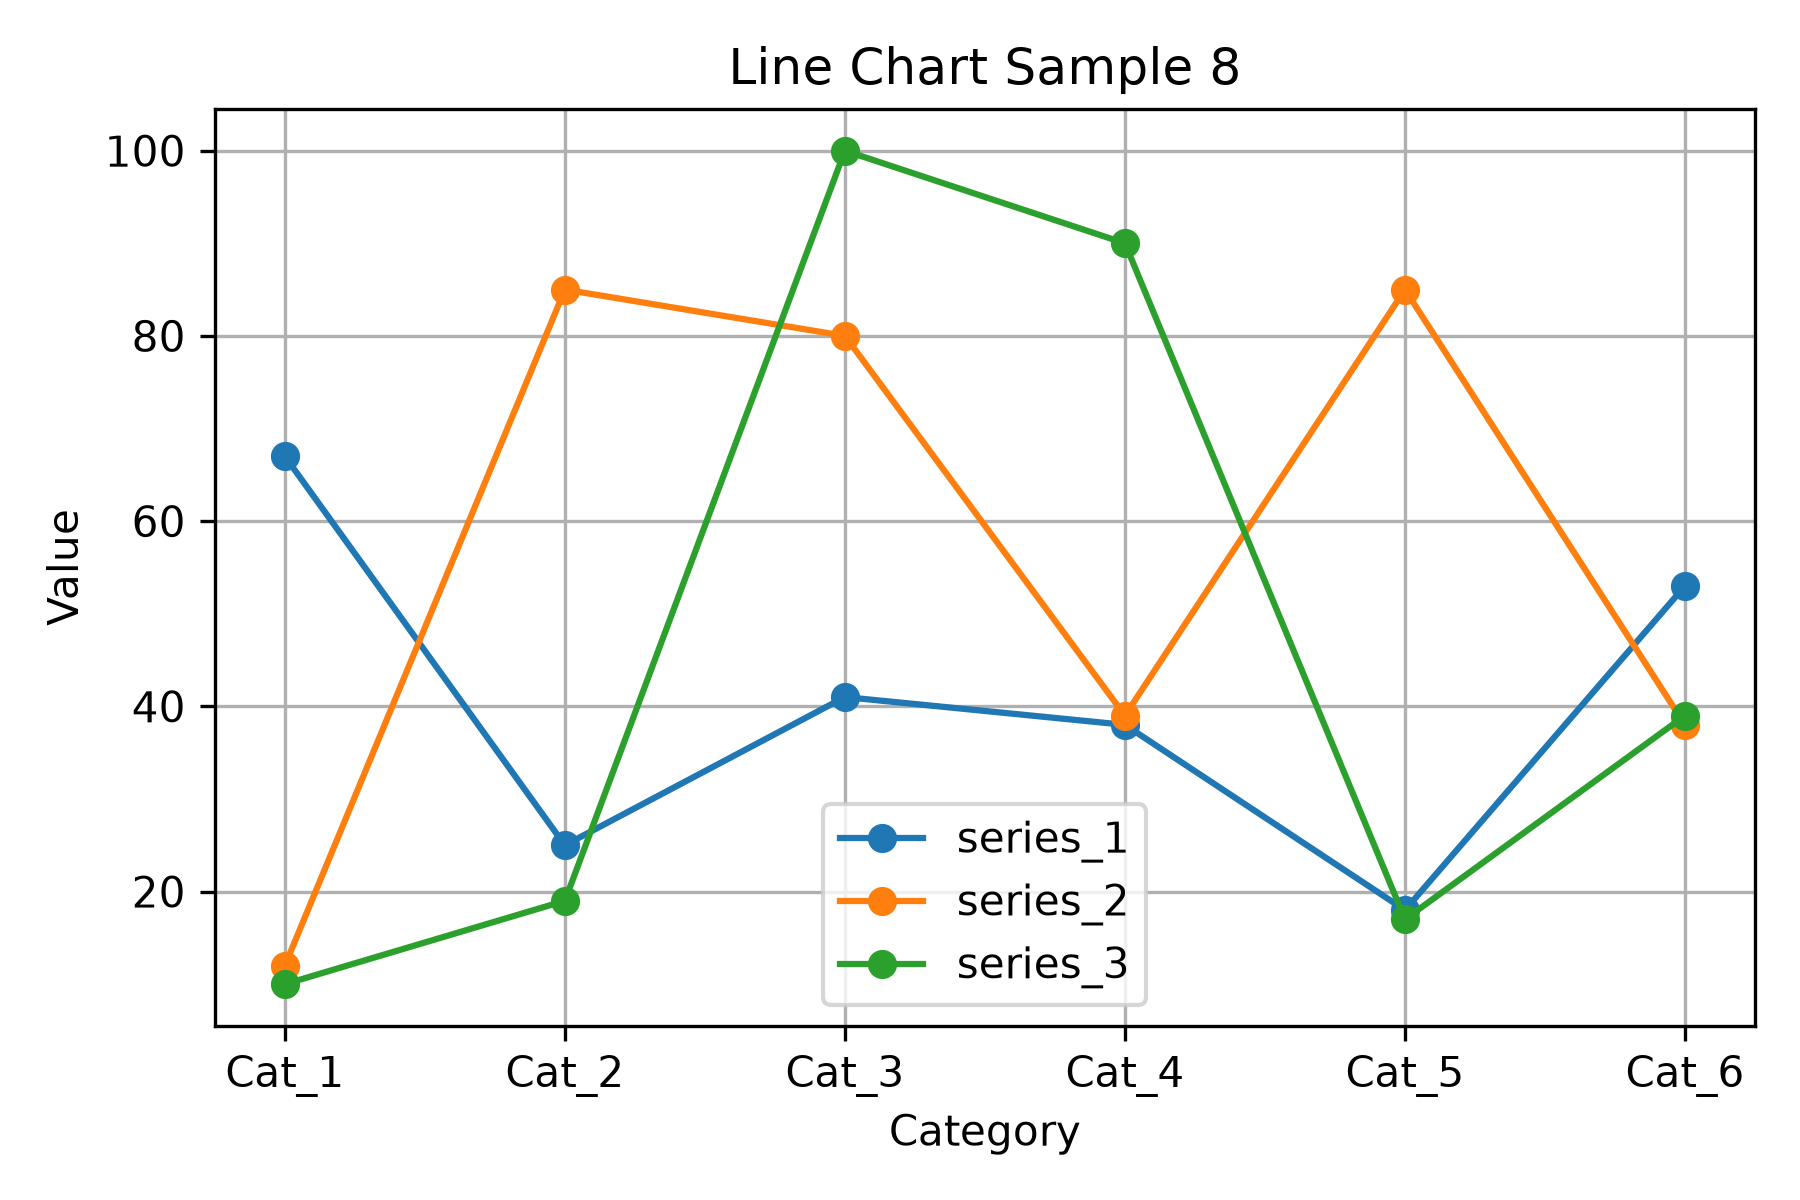 Line Chart Sample 8
100
80
60
40
20
Value
series_1
series_2
series_3
Cat_1 Cat_2 Cat_3 Cat_4 Cat_5 Cat_6
Category